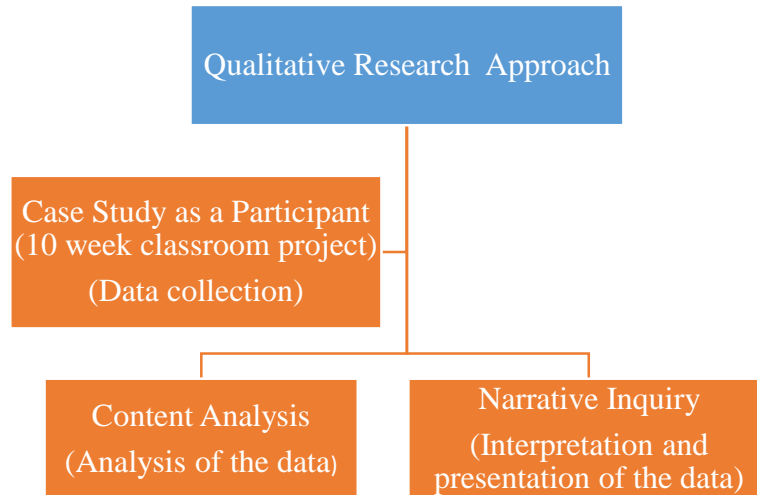 Qualitative Research Approach
Case Study as a Participant
(10 week classroom project)
(Data collection)
Content Analysis
(Analysis of the data)
Narrative Inquiry
(Interpretation and
presentation of the data)